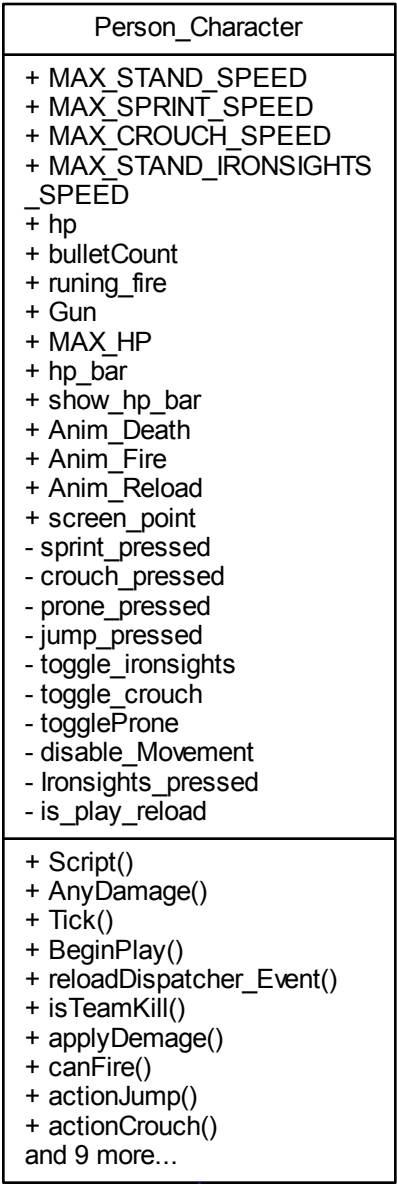 Person_Character
+ MAX_STAND_SPEED
+ MAX_SPRINT_SPEED
+ MAX_CROUCH_SPEED
+ MAX_STAND_IRONSIGHTS
_SPEED
+ hp
+ bulletCount
+ runing_fire
+ Gun
+ MAX_HP
+ hp_bar
+ show_hp_bar
+ Anim_Death
+ Anim_Fire
+ Anim_Reload
+ screen_point
- sprint_pressed
- crouch_pressed
- prone_pressed
- jump_pressed
- toggle_ironsights
- toggle_crouch
- toggleProne
- disable_Movement
- Ironsights_pressed
- is_play_reload
+ Script()
+ AnyDamage()
+ Tick()
+ BeginPlay()
+ reloadDispatcher_Event()
+ isTeamKill()
+ applyDemage()
+ canFire()
+ actionJump()
+ actionCrouch()
and 9 more...